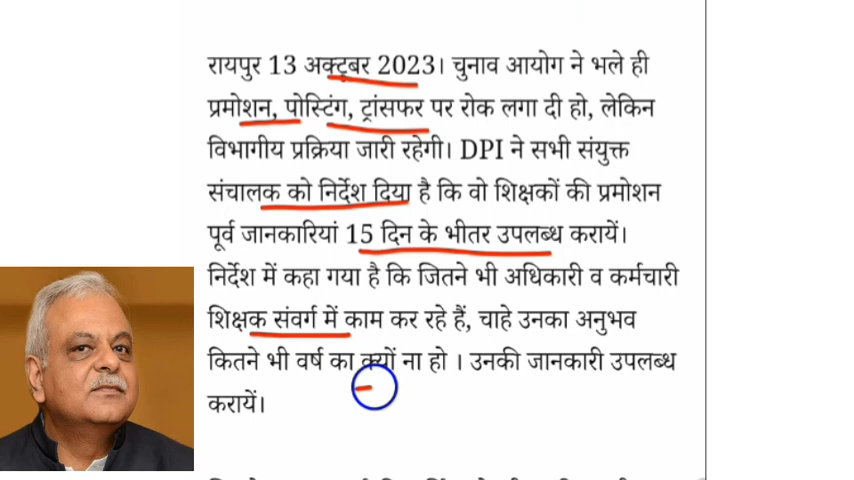 रायपुर 13 अक्टूबर 2023। चुनाव आयोग ने भले ही
प्रमोशन, पोस्टिंग, ट्रांसफर पर रोक लगा दी हो, लेकिन
विभागीय प्रक्रिया जारी रहेगी। DPI ने सभी संयुक्त
संचालक को निर्देश दिया है कि वो शिक्षकों की प्रमोशन
पूर्व जानकारियां 15 दिन के भीतर उपलब्ध करायें।
निर्देश में कहा गया है कि जितने भी अधिकारी व कर्मचारी
शिक्षक संवर्ग में काम कर रहे हैं, चाहे उनका अनुभव
कितने भी वर्ष का क्यों ना हो । उनकी जानकारी उपलब्ध
करायें।